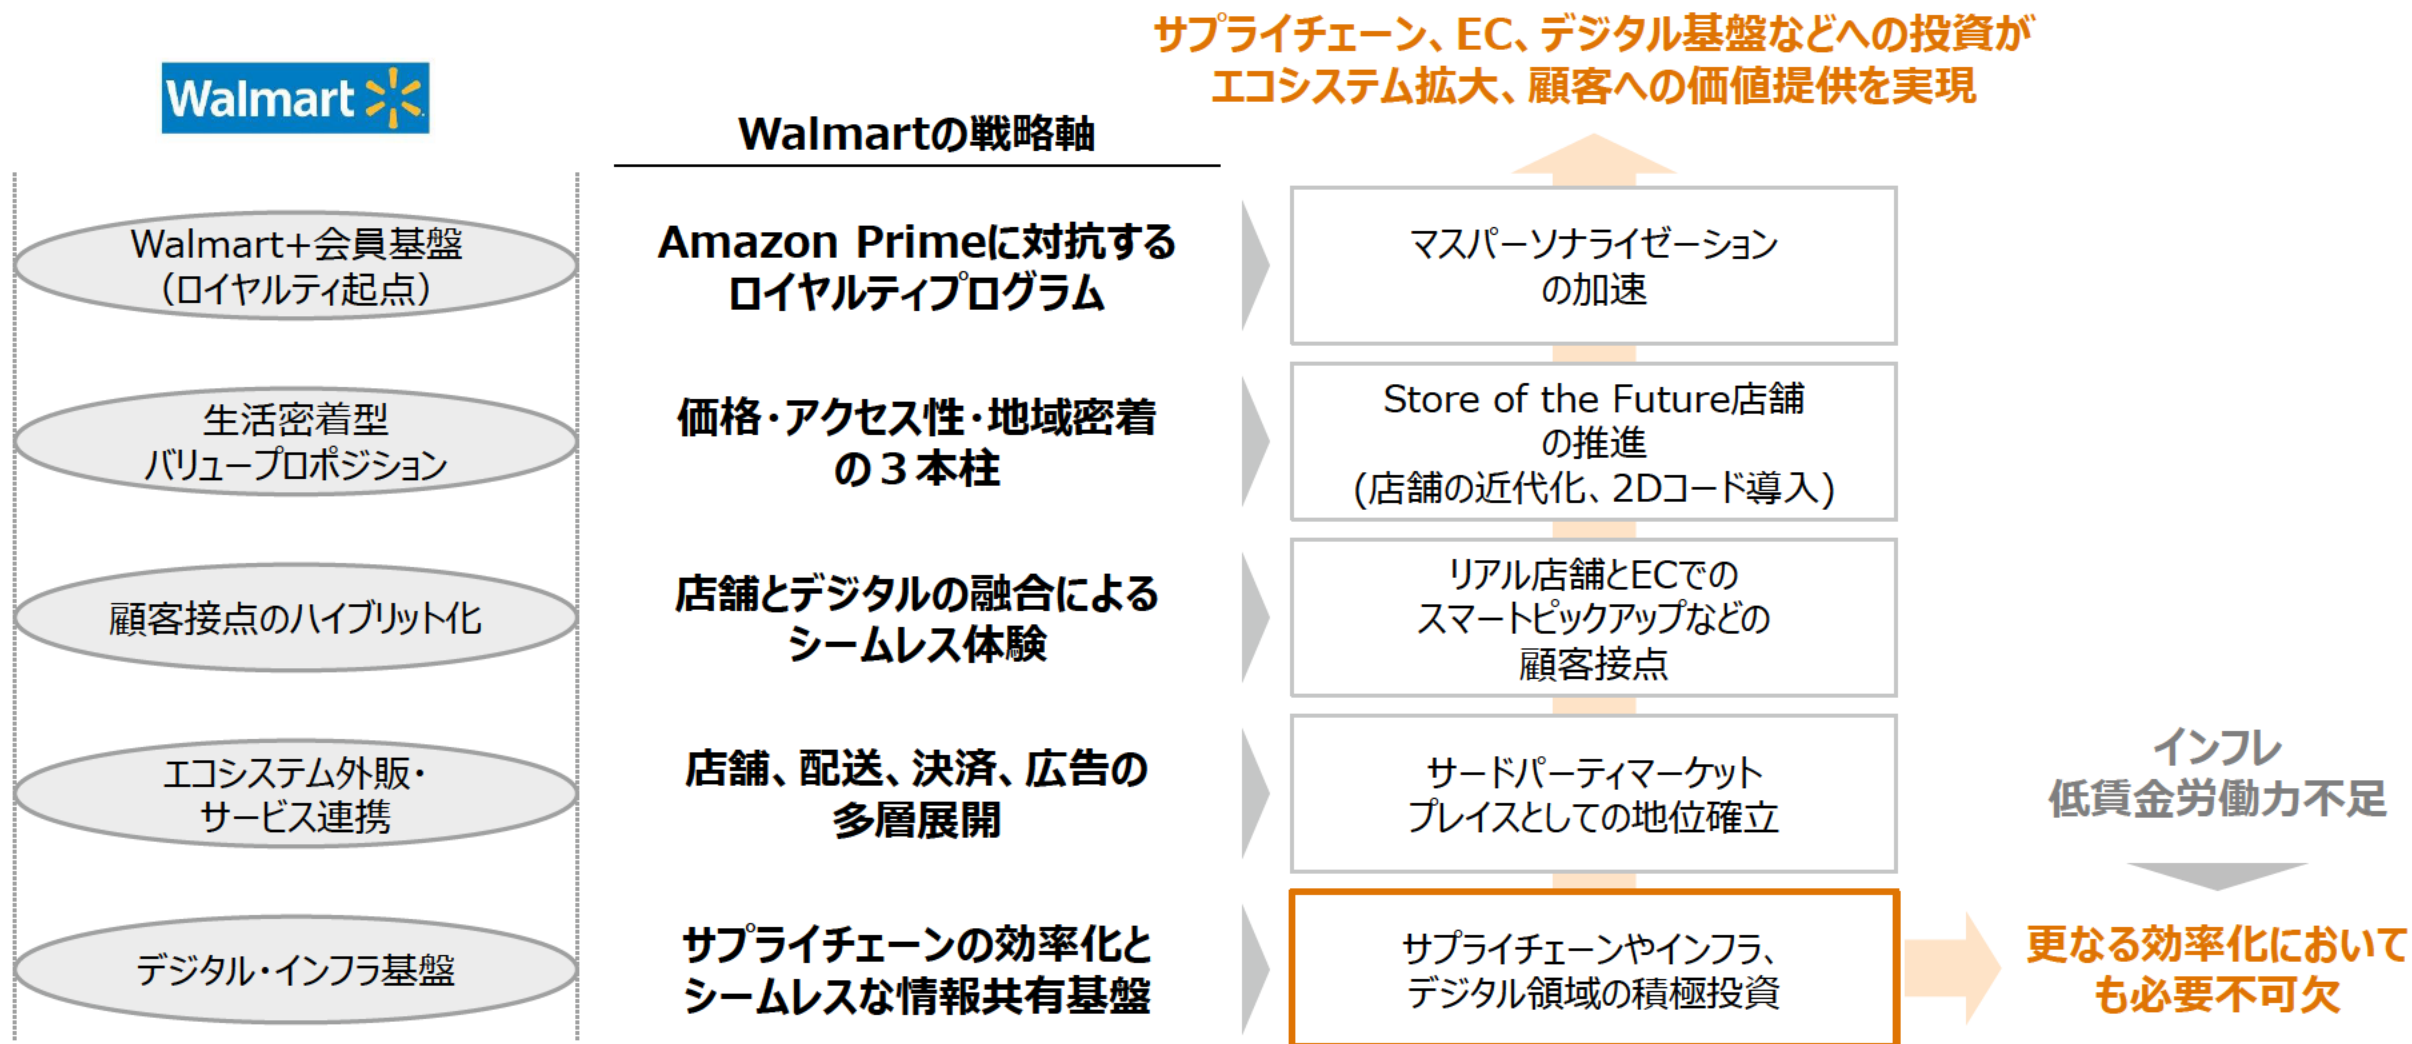 サプライチェーン、EC、デジタル基盤などへの投資が
エコシステム拡大、顧客への価値提供を実現
Walmart
Walmartの戦略軸
Walmart+会員基盤
（ロイヤルティ起点）
Amazon Primeに対抗する
ロイヤルティプログラム
マスパーソナライゼーション
の加速
生活密着型
バリュープロポジション
価格・アクセス性・地域密着
の３本柱
Store of the Future店舗
の推進
(店舗の近代化、2Dコード導入)
顧客接点のハイブリット化
店舗とデジタルの融合による
シームレス体験
リアル店舗とECでの
スマートピックアップなどの
顧客接点
エコシステム外販・
サービス連携
店舗、配送、決済、広告の
多層展開
サードパーティマーケット
プレイスとしての地位確立
インフレ
低賃金労働力不足
デジタル・インフラ基盤
サプライチェーンの効率化と
シームレスな情報共有基盤
サプライチェーンやインフラ、
デジタル領域の積極投資
更なる効率化において
も必要不可欠